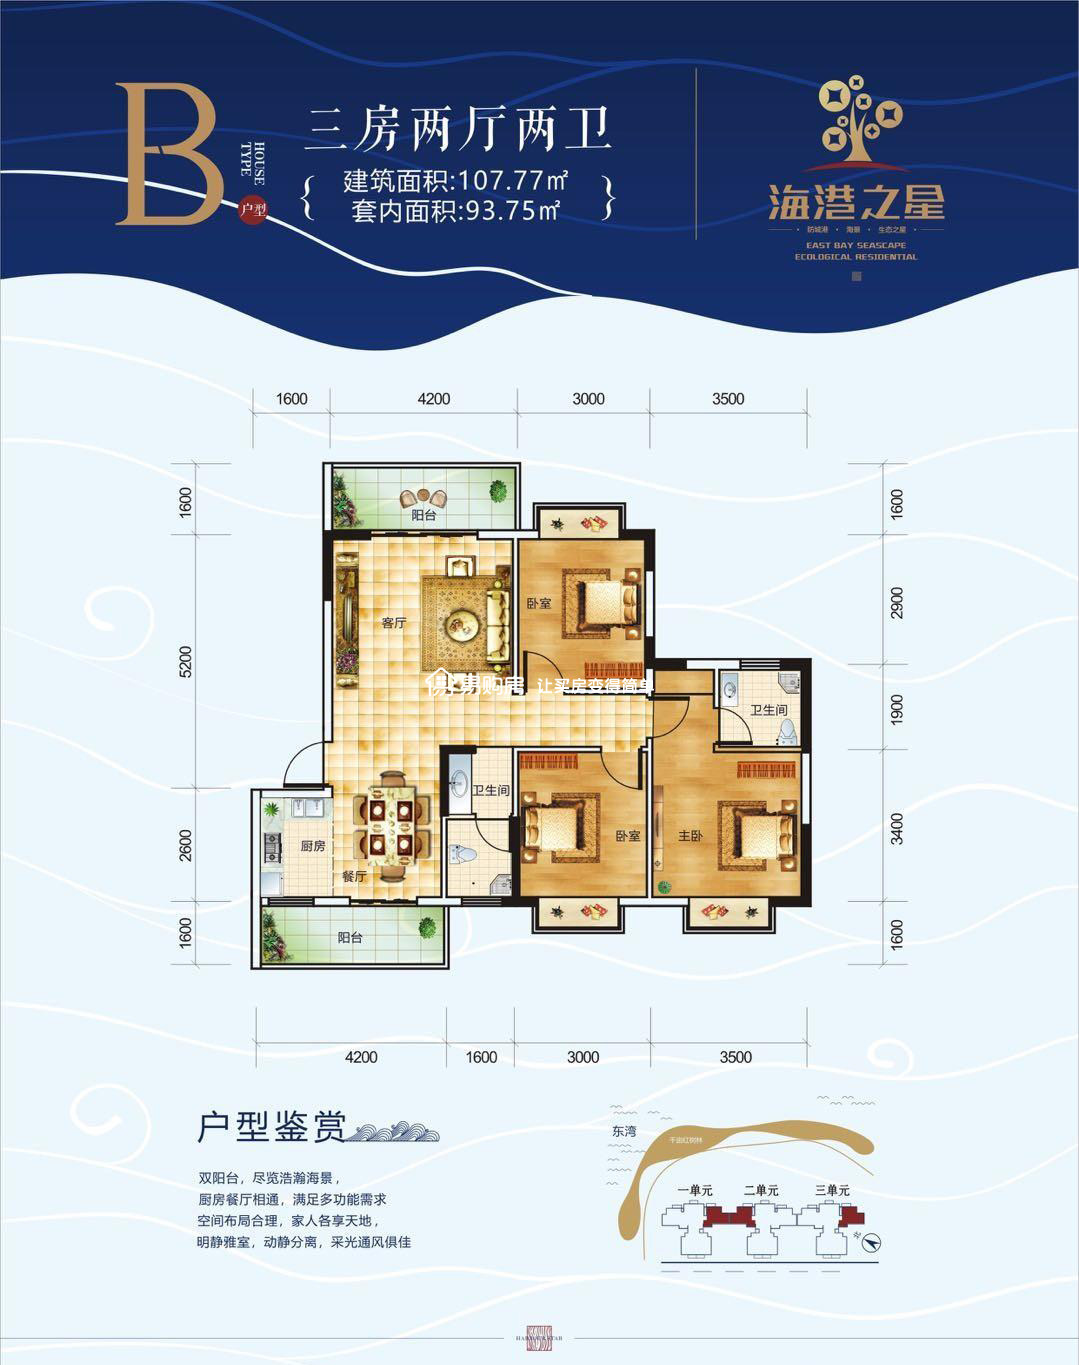 B
HOUSE
TYPE
户型
三房两厅两卫
建筑面积:107.77㎡
套内面积:93.75㎡
海港之星
防城港 · 海景 · 生态之星
EAST BAY SEASCAPE
ECOLOGICAL RESIDENTIAL
1600 4200 3000 3500
1600
5200
2600
1600
1600
2900
1900
3400
1600
阳台
客厅
卧室
易购居 让买房变得简单
卫生间
卫生间
厨房
餐厅
卧室
主卧
阳台
4200 1600 3000 3500
户型鉴赏
双阳台，尽览浩瀚海景，
厨房餐厅相通，满足多功能需求
空间布局合理，家人各享天地，
明静雅室，动静分离，采光通风俱佳
东湾
千亩红树林
一单元 二单元 三单元
北
HARBOUR STAR